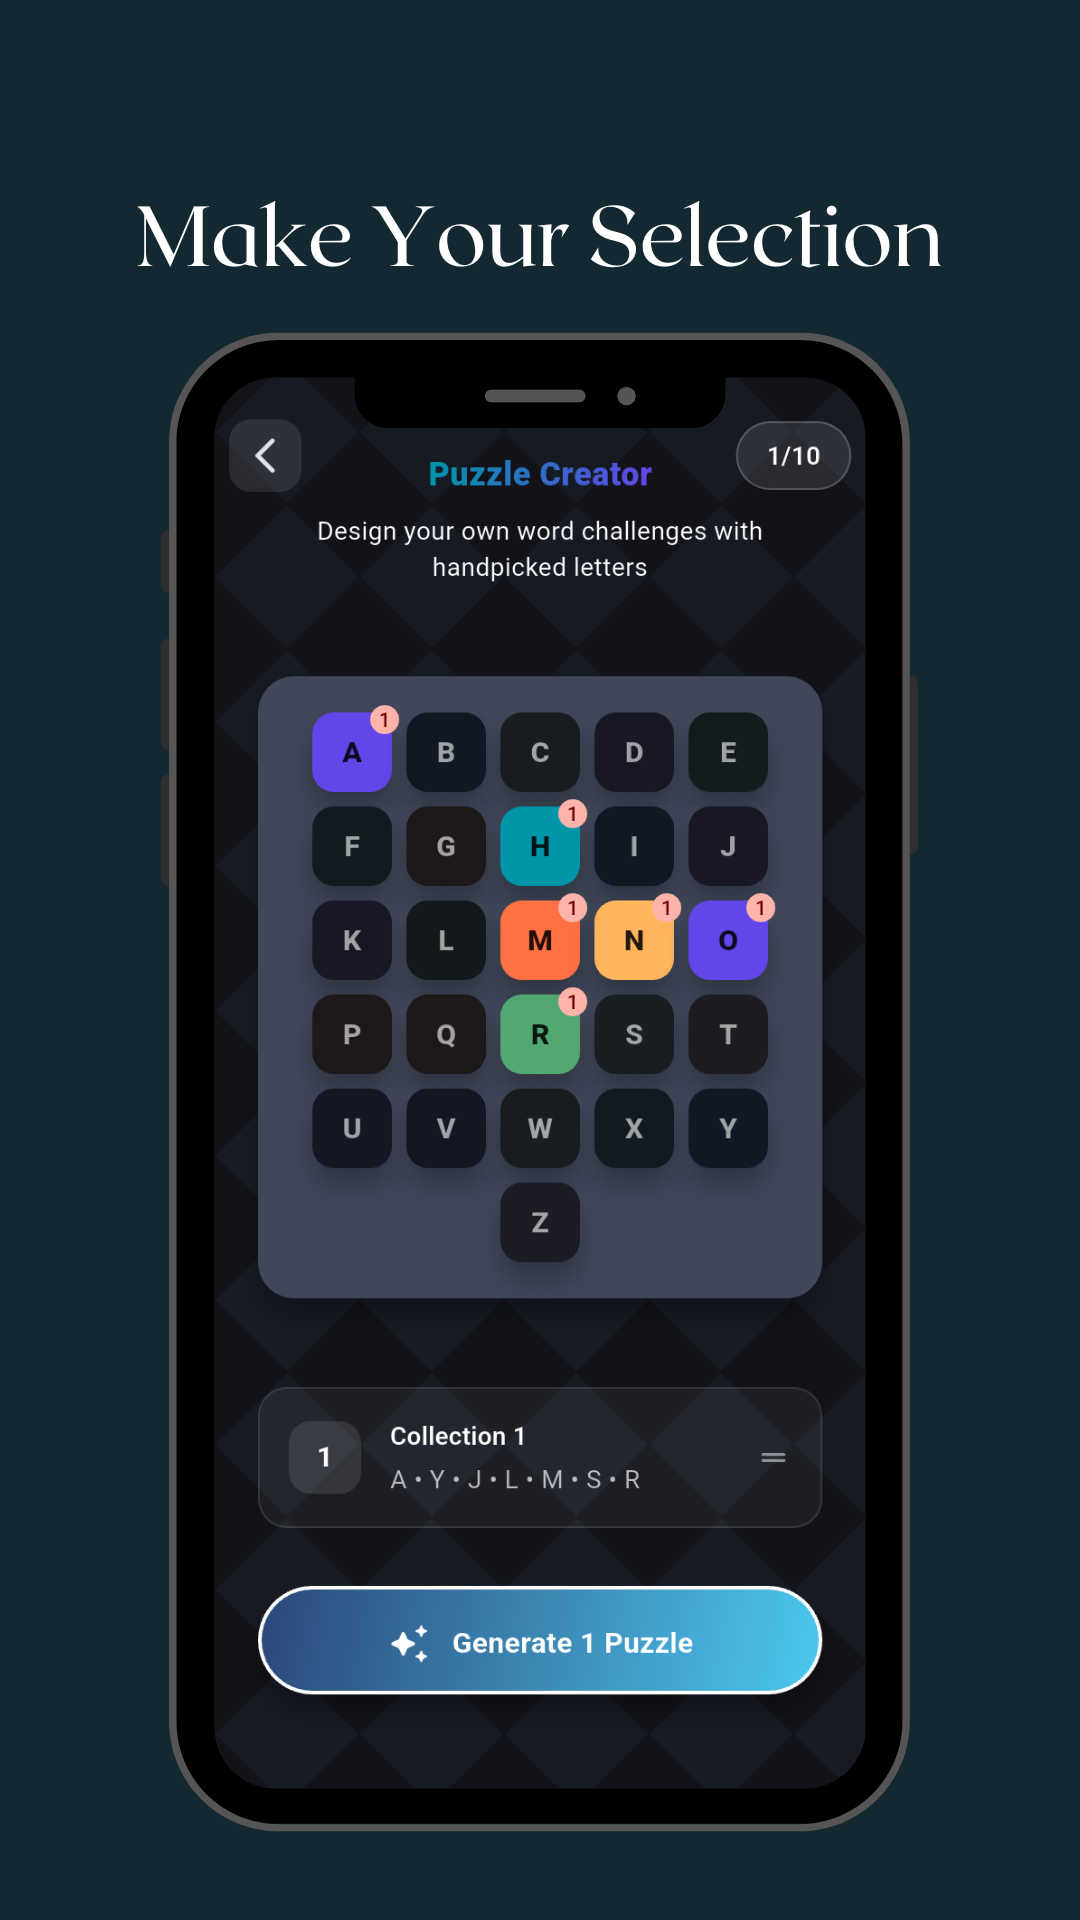 Make Your Selection
1/10
Puzzle Creator
Design your own word challenges with
handpicked letters
A 1 B C D E
F G H 1 I J
K L M 1 N 1 O 1
P Q R 1 S T
U V W X Y
Z
1 Collection 1
A • Y • J • L • M • S • R
Generate 1 Puzzle